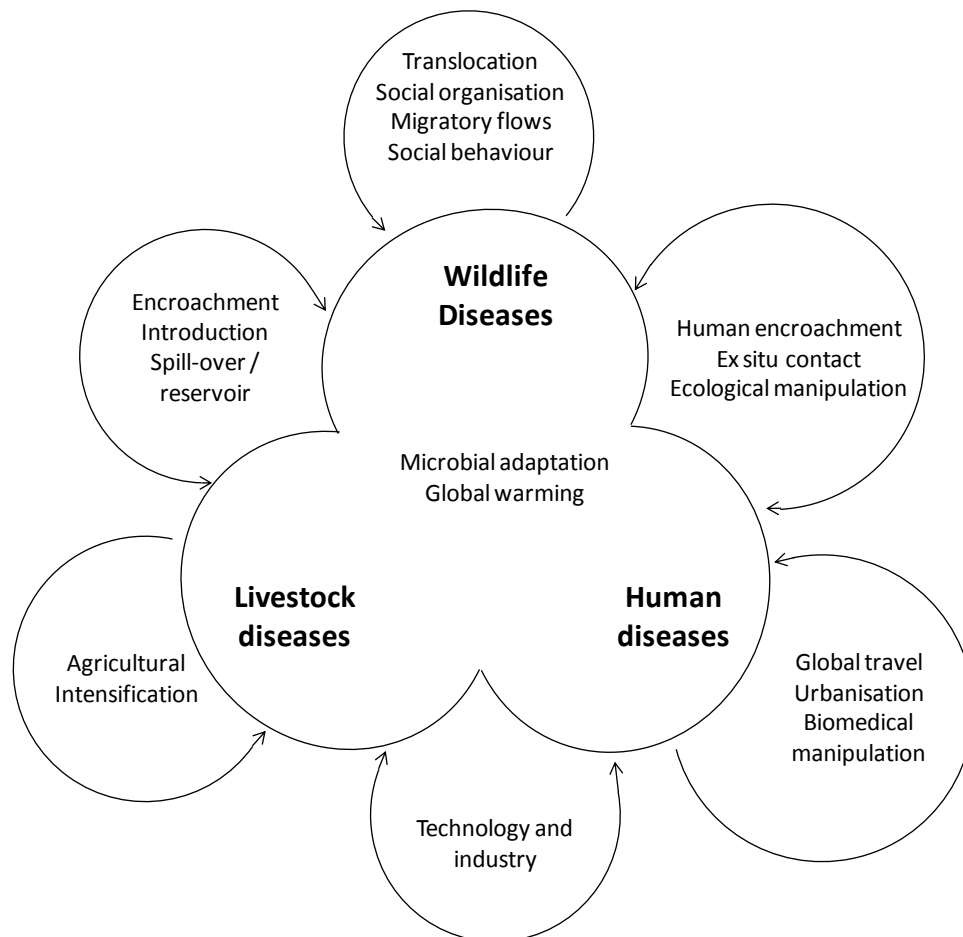 Translocation
Social organisation
Migratory flows
Social behaviour
Wildlife
Diseases
Encroachment
Introduction
Spill-over /
reservoir
Human encroachment
Ex situ contact
Ecological manipulation
Microbial adaptation
Global warming
Livestock
diseases
Human
diseases
Agricultural
Intensification
Global travel
Urbanisation
Biomedical
manipulation
Technology and
industry